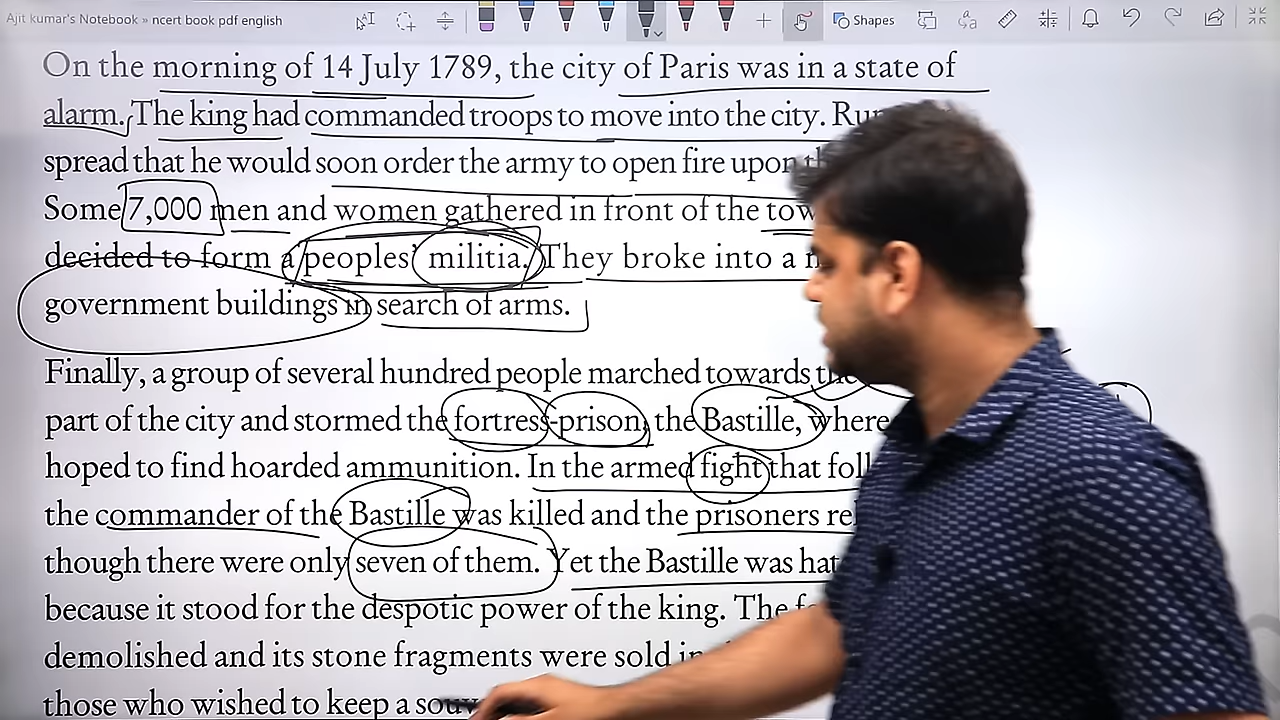 Ajit kumar's Notebook » ncert book pdf english
Shapes
On the morning of 14 July 1789, the city of Paris was in a state of
alarm. The king had commanded troops to move into the city.
spread that he would soon order the army to open fire upon
Some 7,000 men and women gathered in front of the
decided to form a peoples' militia. They broke into a
government buildings in search of arms.
Finally, a group of several hundred people marched towards
part of the city and stormed the fortress-prison, the Bastille, where
hoped to find hoarded ammunition. In the armed fight that
the commander of the Bastille was killed and the prisoners
though there were only seven of them. Yet the Bastille was
because it stood for the despotic power of the king. The
demolished and its stone fragments were sold
those who wished to keep a